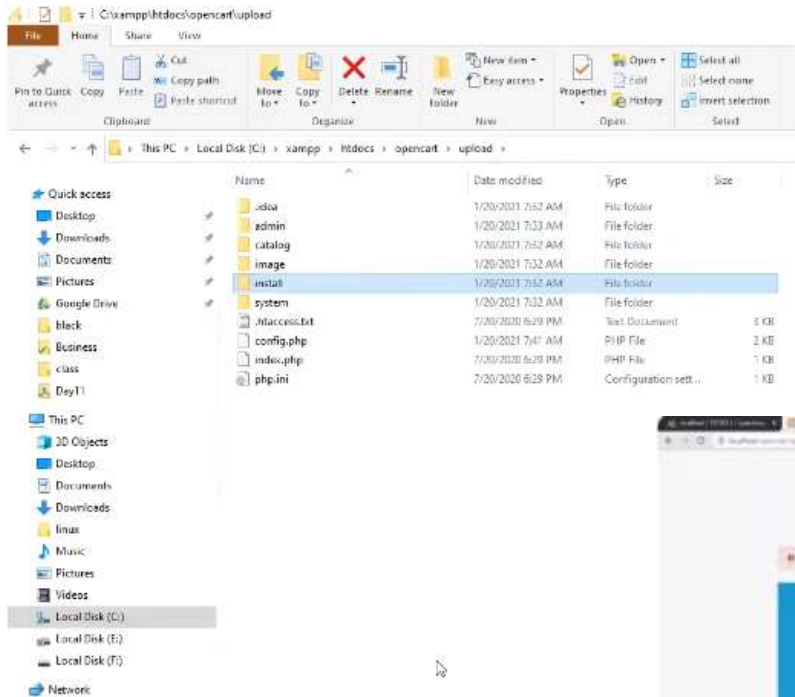 C:\xampp\htdocs\opencart\upload
File Home Share View
Pin to Quick access
Copy
Paste
Cut
Copy path
Paste shortcut
Clipboard
Move to
Copy to
Delete
Rename
Organize
New folder
New item
Easy access
New
Properties
Open
Edit
History
Open
Select all
Select none
Invert selection
Select
This PC > Local Disk (C:) > xampp > htdocs > opencart > upload >
Name Date modified Type Size
.idea 1/20/2021 7:32 AM File folder
admin 1/20/2021 7:33 AM File folder
catalog 1/20/2021 7:32 AM File folder
image 1/20/2021 7:32 AM File folder
install 1/20/2021 7:32 AM File folder
system 1/20/2021 7:32 AM File folder
.htaccess.txt 7/20/2020 6:29 PM Text Document KB
config.php 1/20/2021 7:41 AM PHP File 2 KB
index.php 7/20/2020 6:29 PM PHP File 1 KB
php.ini 7/20/2020 6:29 PM Configuration sett... 1 KB
Quick access
Desktop
Downloads
Documents
Pictures
Google Drive
black
Business
class
Day11
This PC
3D Objects
Desktop
Documents
Downloads
linux
Music
Pictures
Videos
Local Disk (C:)
Local Disk (E:)
Local Disk (F:)
Network